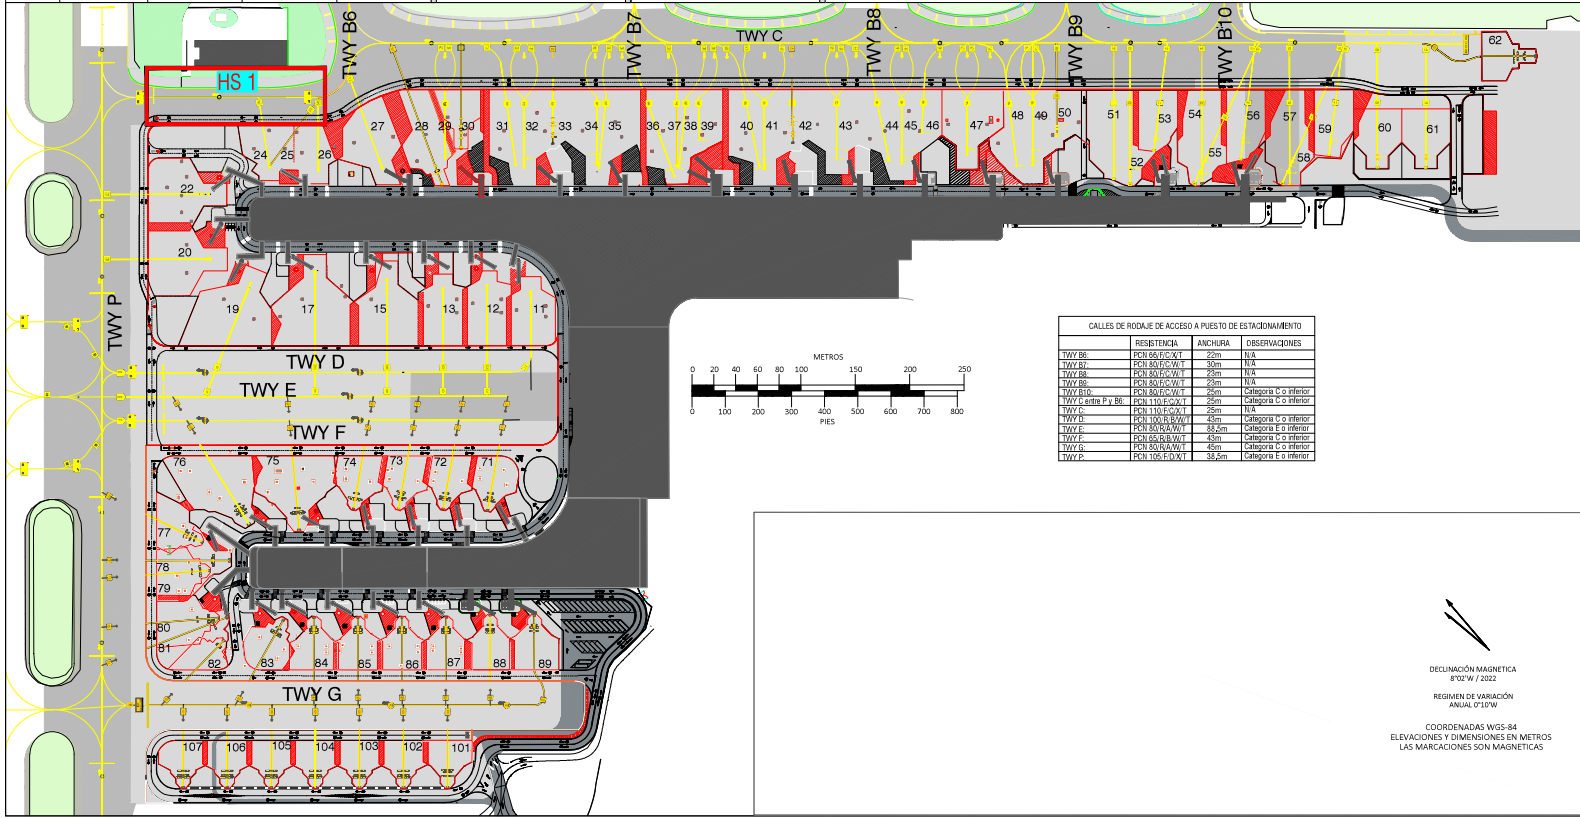 TWY B6
TWY B7
TWY C
TWY B8
TWY B9
TWY B10
62
HS 1
24
25
26
27
28
29
30
31
32
33
34
35
36
37
38
39
40
41
42
43
44
45
46
47
48
49
50
51
52
53
54
55
56
57
58
59
60
61
22
20
TWY P
19
17
15
13
12
11
TWY D
TWY E
TWY F
76
75
74
73
72
71
77
78
79
80
81
82
83
84
85
86
87
88
89
TWY G
107
106
105
104
103
102
101
METROS
0 20 40 60 80 100 150 200 250
0 100 200 300 400 500 600 700 800
PIES
CALLES DE RODAJE DE ACCESO A PUESTO DE ESTACIONAMIENTO
RESISTENCIA ANCHURA OBSERVACIONES
TWY B6: PCN 66/F/C/X/T 22m N/A
TWY B7: PCN 80/F/C/W/T 30m N/A
TWY B8: PCN 80/F/C/W/T 23m N/A
TWY B9: PCN 80/F/C/W/T 23m N/A
TWY B10: PCN 80/F/C/W/T 25m Categoria C o inferior
TWY C entre P y B6: PCN 110/F/C/X/T 25m Categoria C o inferior
TWY C: PCN 110/F/C/X/T 25m N/A
TWY D: PCN 100/R/B/W/T 43m Categoria C o inferior
TWY E: PCN 80/R/A/W/T 88,5m Categoria E o inferior
TWY F: PCN 65/R/B/W/T 43m Categoria C o inferior
TWY G: PCN 80/R/A/W/T 45m Categoria C o inferior
TWY P: PCN 105/F/D/X/T 38,5m Categoria E o inferior
DECLINACIÓN MAGNETICA
8°02'W / 2022
REGIMEN DE VARIACIÓN
ANUAL 0°10'W
COORDENADAS WGS-84
ELEVACIONES Y DIMENSIONES EN METROS
LAS MARCACIONES SON MAGNETICAS